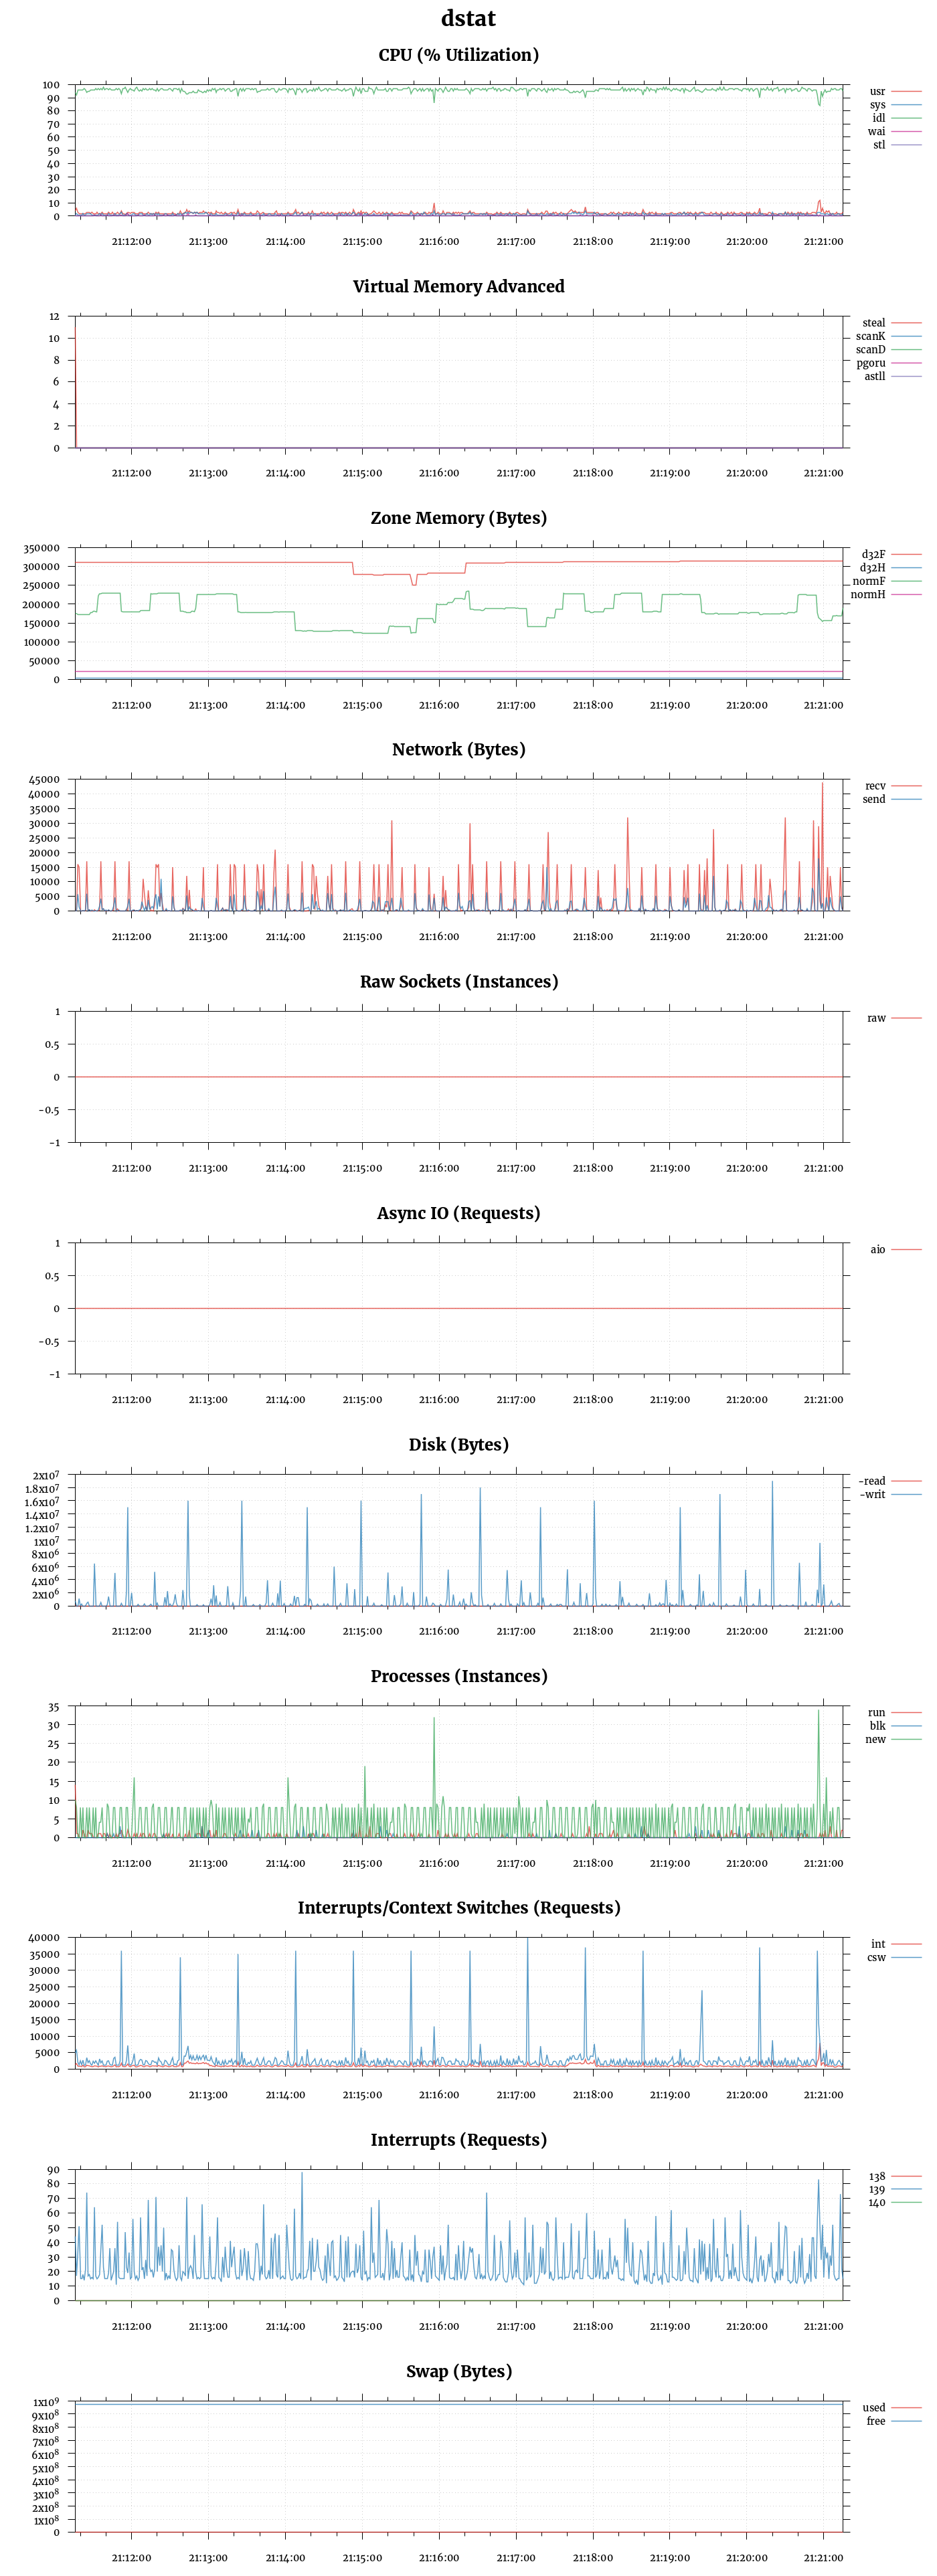 dstat
CPU (% Utilization)
100
90
80
70
60
50
40
30
20
10
0
usr
sys
idl
wai
stl
21:12:00 21:13:00 21:14:00 21:15:00 21:16:00 21:17:00 21:18:00 21:19:00 21:20:00 21:21:00
Virtual Memory Advanced
12
10
8
6
4
2
0
steal
scanK
scanD
pgoru
astll
21:12:00 21:13:00 21:14:00 21:15:00 21:16:00 21:17:00 21:18:00 21:19:00 21:20:00 21:21:00
Zone Memory (Bytes)
350000
300000
250000
200000
150000
100000
50000
0
d32F
d32H
normF
normH
21:12:00 21:13:00 21:14:00 21:15:00 21:16:00 21:17:00 21:18:00 21:19:00 21:20:00 21:21:00
Network (Bytes)
45000
40000
35000
30000
25000
20000
15000
10000
5000
0
recv
send
21:12:00 21:13:00 21:14:00 21:15:00 21:16:00 21:17:00 21:18:00 21:19:00 21:20:00 21:21:00
Raw Sockets (Instances)
1
0.5
0
-0.5
-1
raw
21:12:00 21:13:00 21:14:00 21:15:00 21:16:00 21:17:00 21:18:00 21:19:00 21:20:00 21:21:00
Async IO (Requests)
1
0.5
0
-0.5
-1
aio
21:12:00 21:13:00 21:14:00 21:15:00 21:16:00 21:17:00 21:18:00 21:19:00 21:20:00 21:21:00
Disk (Bytes)
2x10⁷
1.8x10⁷
1.6x10⁷
1.4x10⁷
1.2x10⁷
1x10⁷
8x10⁶
6x10⁶
4x10⁶
2x10⁶
0
-read
-writ
21:12:00 21:13:00 21:14:00 21:15:00 21:16:00 21:17:00 21:18:00 21:19:00 21:20:00 21:21:00
Processes (Instances)
35
30
25
20
15
10
5
0
run
blk
new
21:12:00 21:13:00 21:14:00 21:15:00 21:16:00 21:17:00 21:18:00 21:19:00 21:20:00 21:21:00
Interrupts/Context Switches (Requests)
40000
35000
30000
25000
20000
15000
10000
5000
0
int
csw
21:12:00 21:13:00 21:14:00 21:15:00 21:16:00 21:17:00 21:18:00 21:19:00 21:20:00 21:21:00
Interrupts (Requests)
90
80
70
60
50
40
30
20
10
0
138
139
140
21:12:00 21:13:00 21:14:00 21:15:00 21:16:00 21:17:00 21:18:00 21:19:00 21:20:00 21:21:00
Swap (Bytes)
1x10⁹
9x10⁸
8x10⁸
7x10⁸
6x10⁸
5x10⁸
4x10⁸
3x10⁸
2x10⁸
1x10⁸
0
used
free
21:12:00 21:13:00 21:14:00 21:15:00 21:16:00 21:17:00 21:18:00 21:19:00 21:20:00 21:21:00